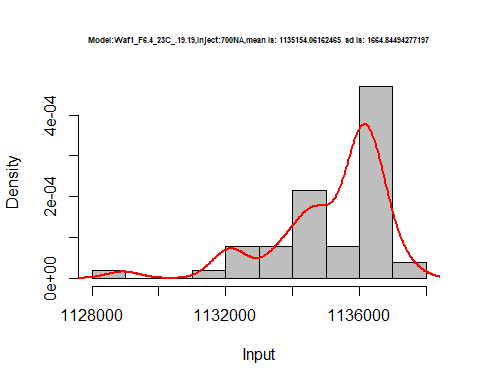 Model:Waf1_F6.4_23C_.19.19,Inject:700NA,mean is: 1135154.06162465 sd is: 1664.84494277197
4e-04
2e-04
0e+00
Density
1128000 1132000 1136000
Input